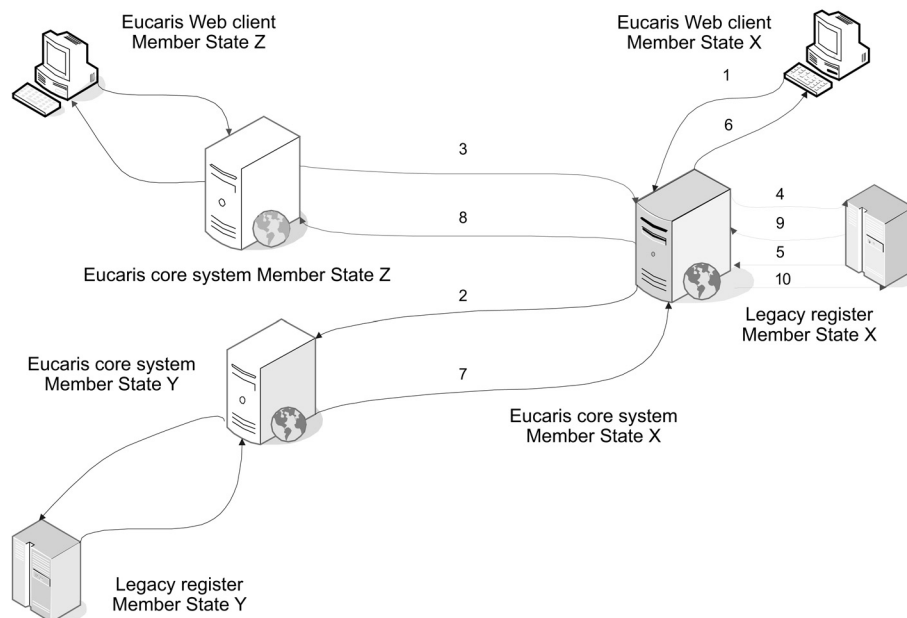 Eucaris Web client
Member State Z
Eucaris Web client
Member State X
1
6
3
4
9
8
5
10
Eucaris core system Member State Z
2
Legacy register
Member State X
Eucaris core system
Member State Y
7
Eucaris core system
Member State X
Legacy register
Member State Y